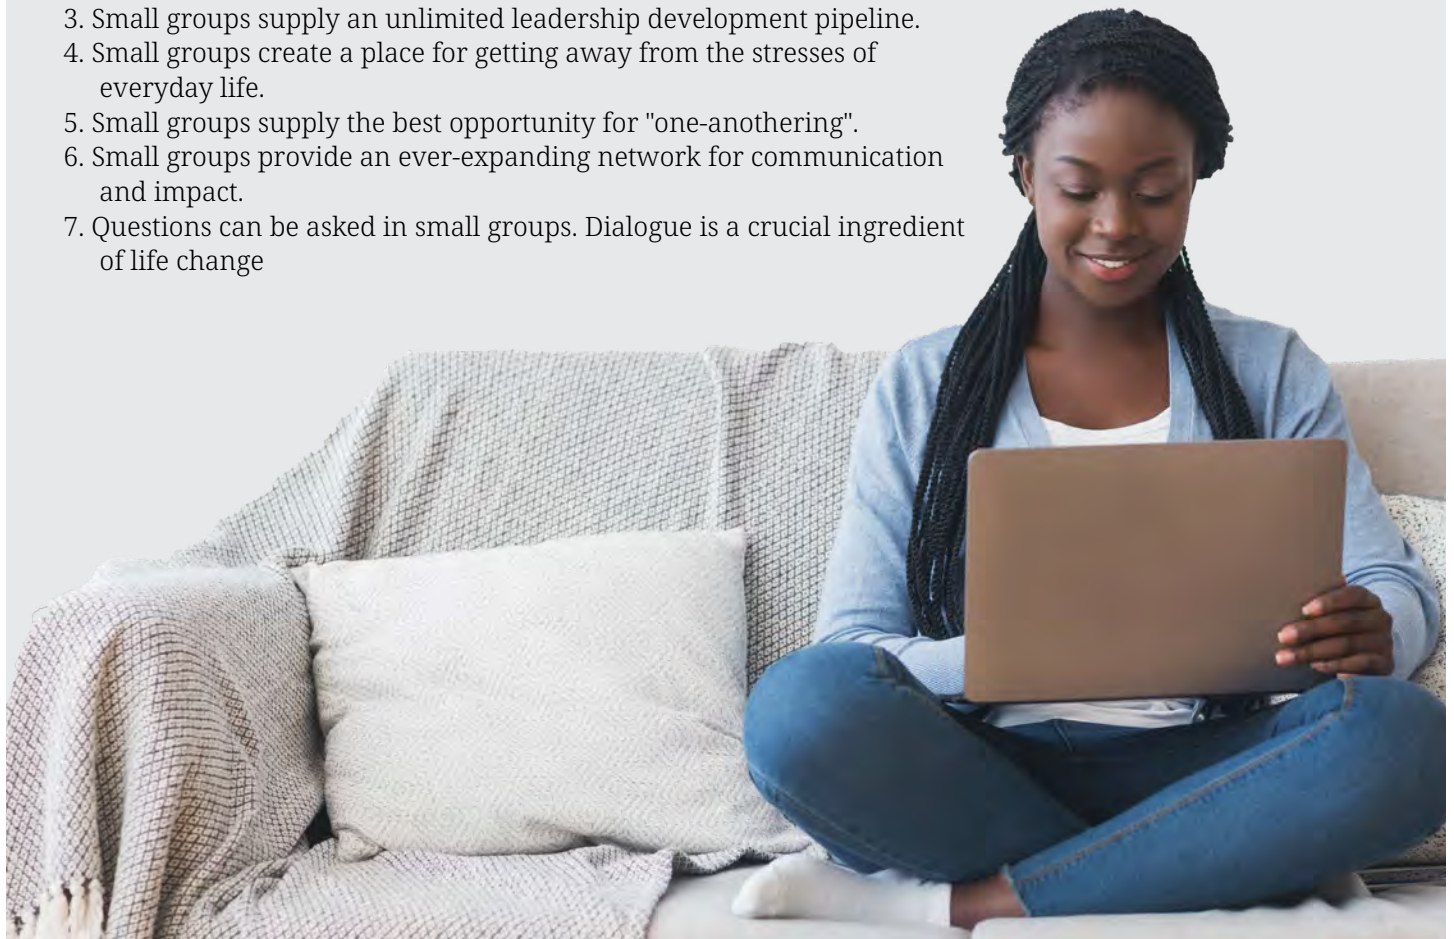 3. Small groups supply an unlimited leadership development pipeline.
4. Small groups create a place for getting away from the stresses of
everyday life.
5. Small groups supply the best opportunity for "one-anothering".
6. Small groups provide an ever-expanding network for communication
and impact.
7. Questions can be asked in small groups. Dialogue is a crucial ingredient
of life change